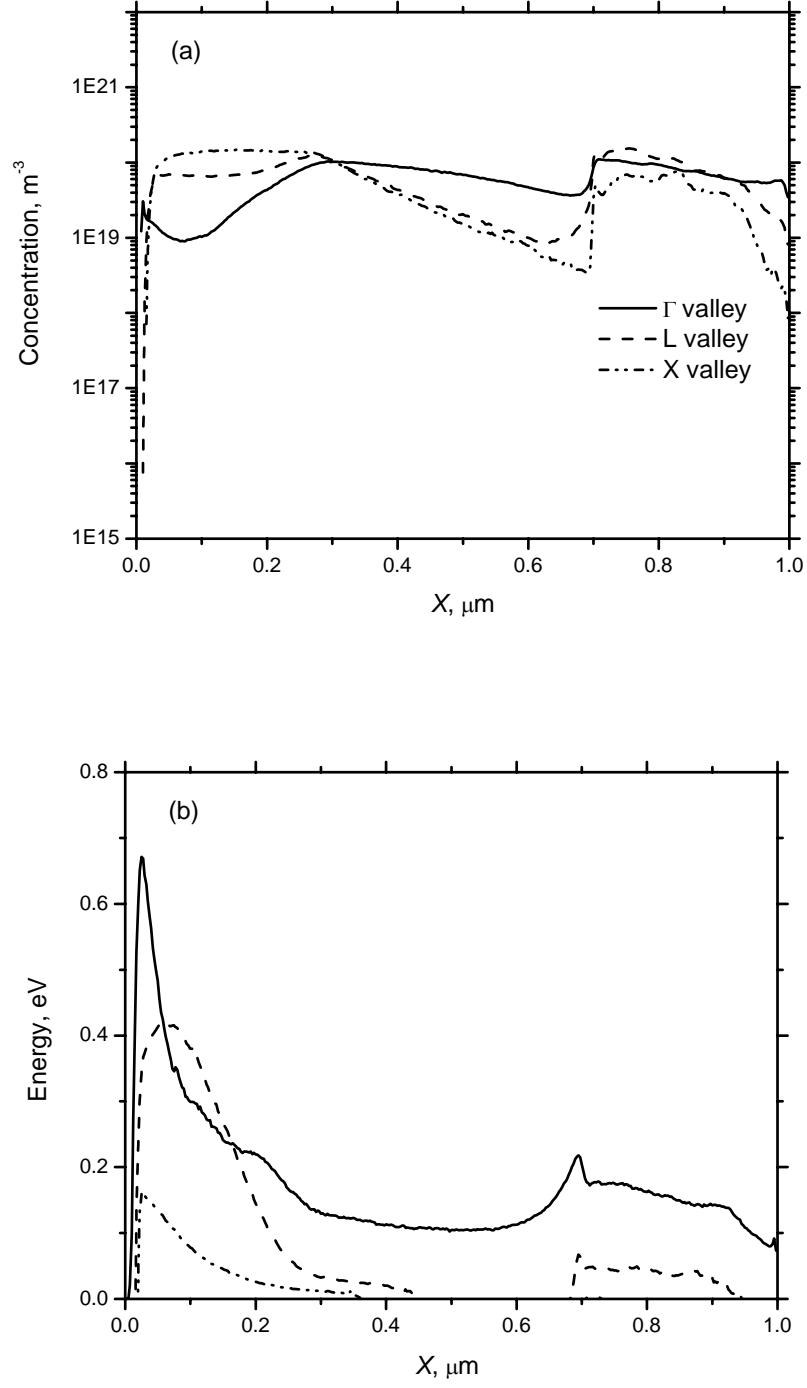 (a)
1E21
1E19
1E17
1E15
Concentration, m⁻³
Γ valley
L valley
X valley
0.0 0.2 0.4 0.6 0.8 1.0
X, μm
(b)
0.8
0.6
0.4
0.2
0.0
Energy, eV
0.0 0.2 0.4 0.6 0.8 1.0
X, μm